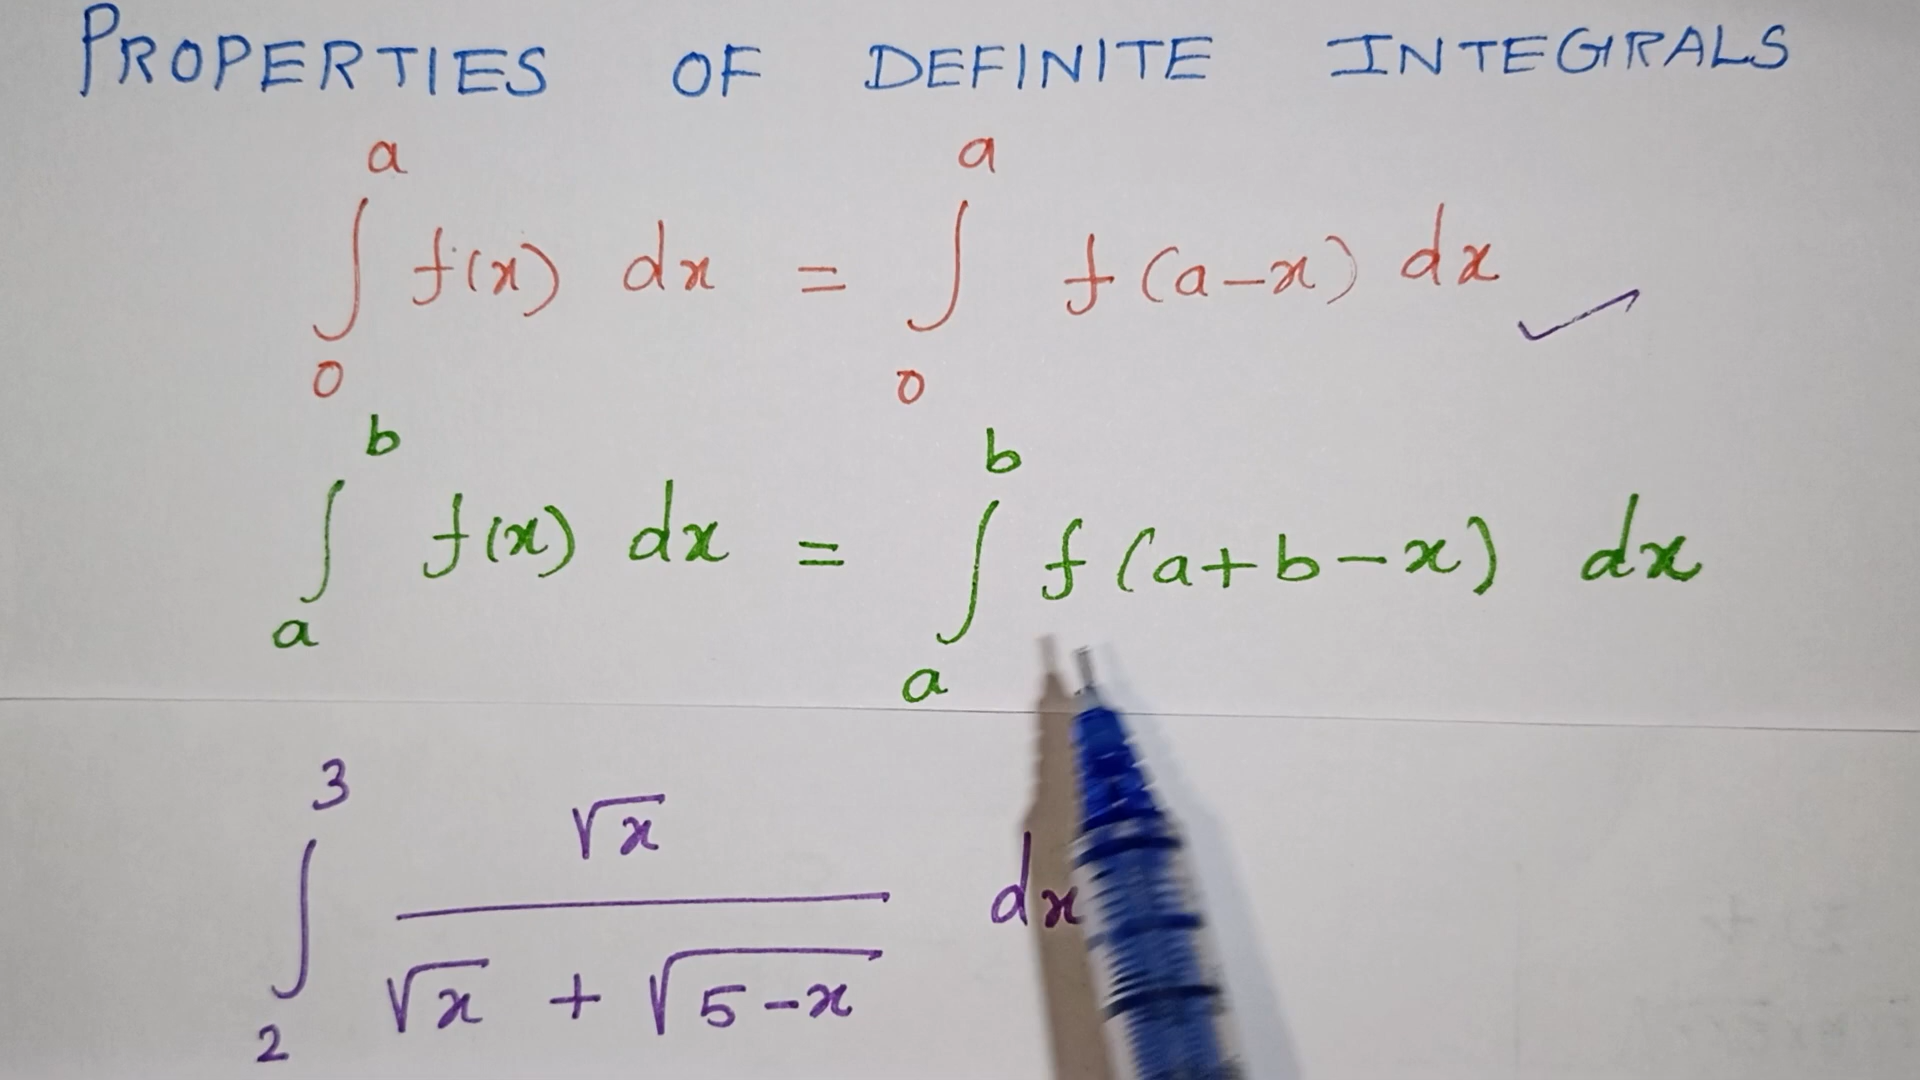 PROPERTIES OF DEFINITE INTEGRALS
∫₀ᵃ f(x) dx = ∫₀ᵃ f(a-x) dx ✓
∫ₐᵇ f(x) dx = ∫ₐᵇ f(a+b-x) dx
∫₂³ √x / (√x + √(5-x)) dx